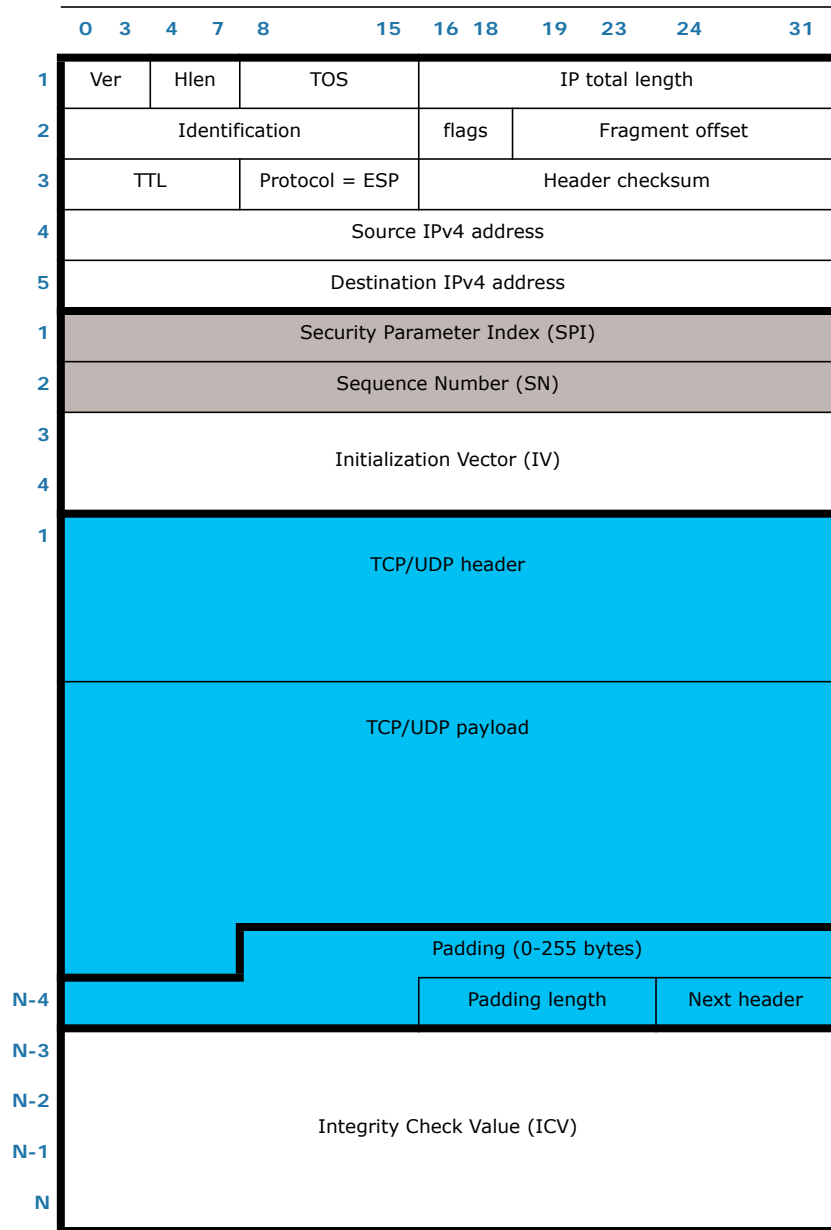 0 3 4 7 8 15 16 18 19 23 24 31
1 Ver Hlen TOS IP total length
2 Identification flags Fragment offset
3 TTL Protocol = ESP Header checksum
4 Source IPv4 address
5 Destination IPv4 address
1 Security Parameter Index (SPI)
2 Sequence Number (SN)
3
Initialization Vector (IV)
4
1
TCP/UDP header
TCP/UDP payload
Padding (0-255 bytes)
N-4 Padding length Next header
N-3
N-2
Integrity Check Value (ICV)
N-1
N